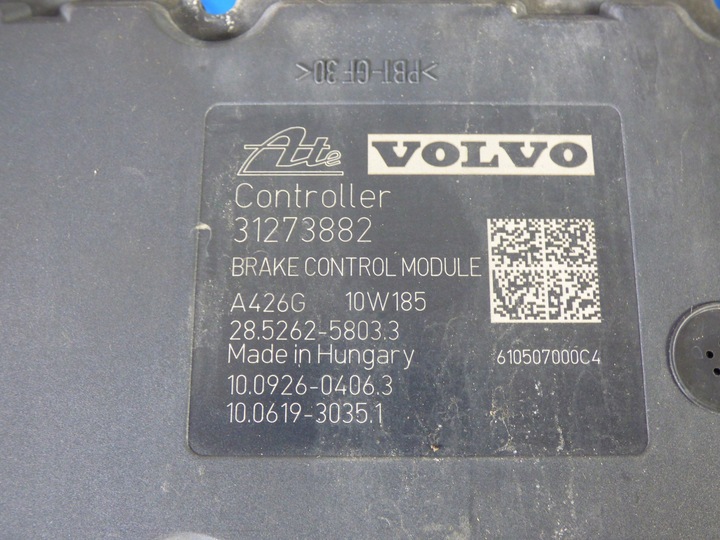 >PBT-GF30<
Ate VOLVO
Controller
31273882
BRAKE CONTROL MODULE
A426G 10W185
28.5262-5803.3
Made in Hungary
610507000C4
10.0926-0406.3
10.0619-3035.1